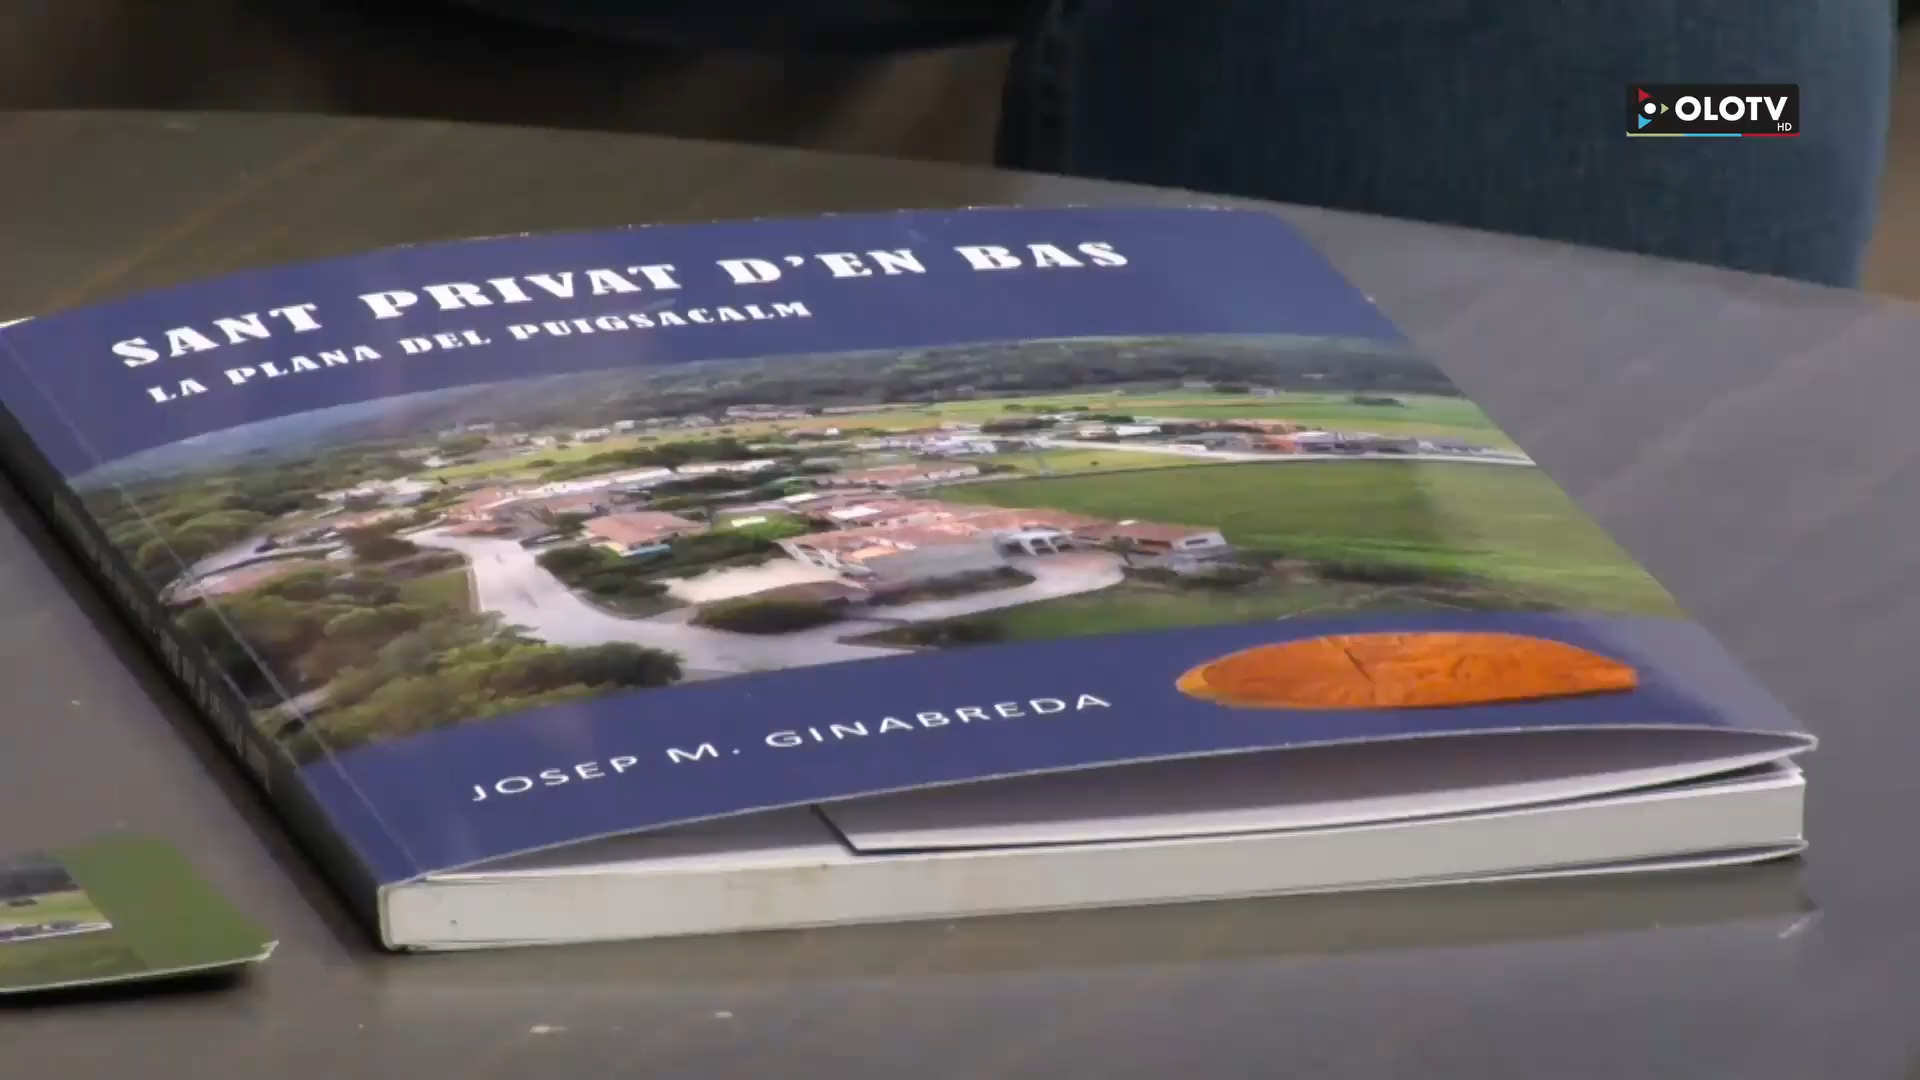 OLOTV
HD
SANT PRIVAT D'EN BAS
LA PLANA DEL PUIGSACALM
JOSEP M. GINABREDA